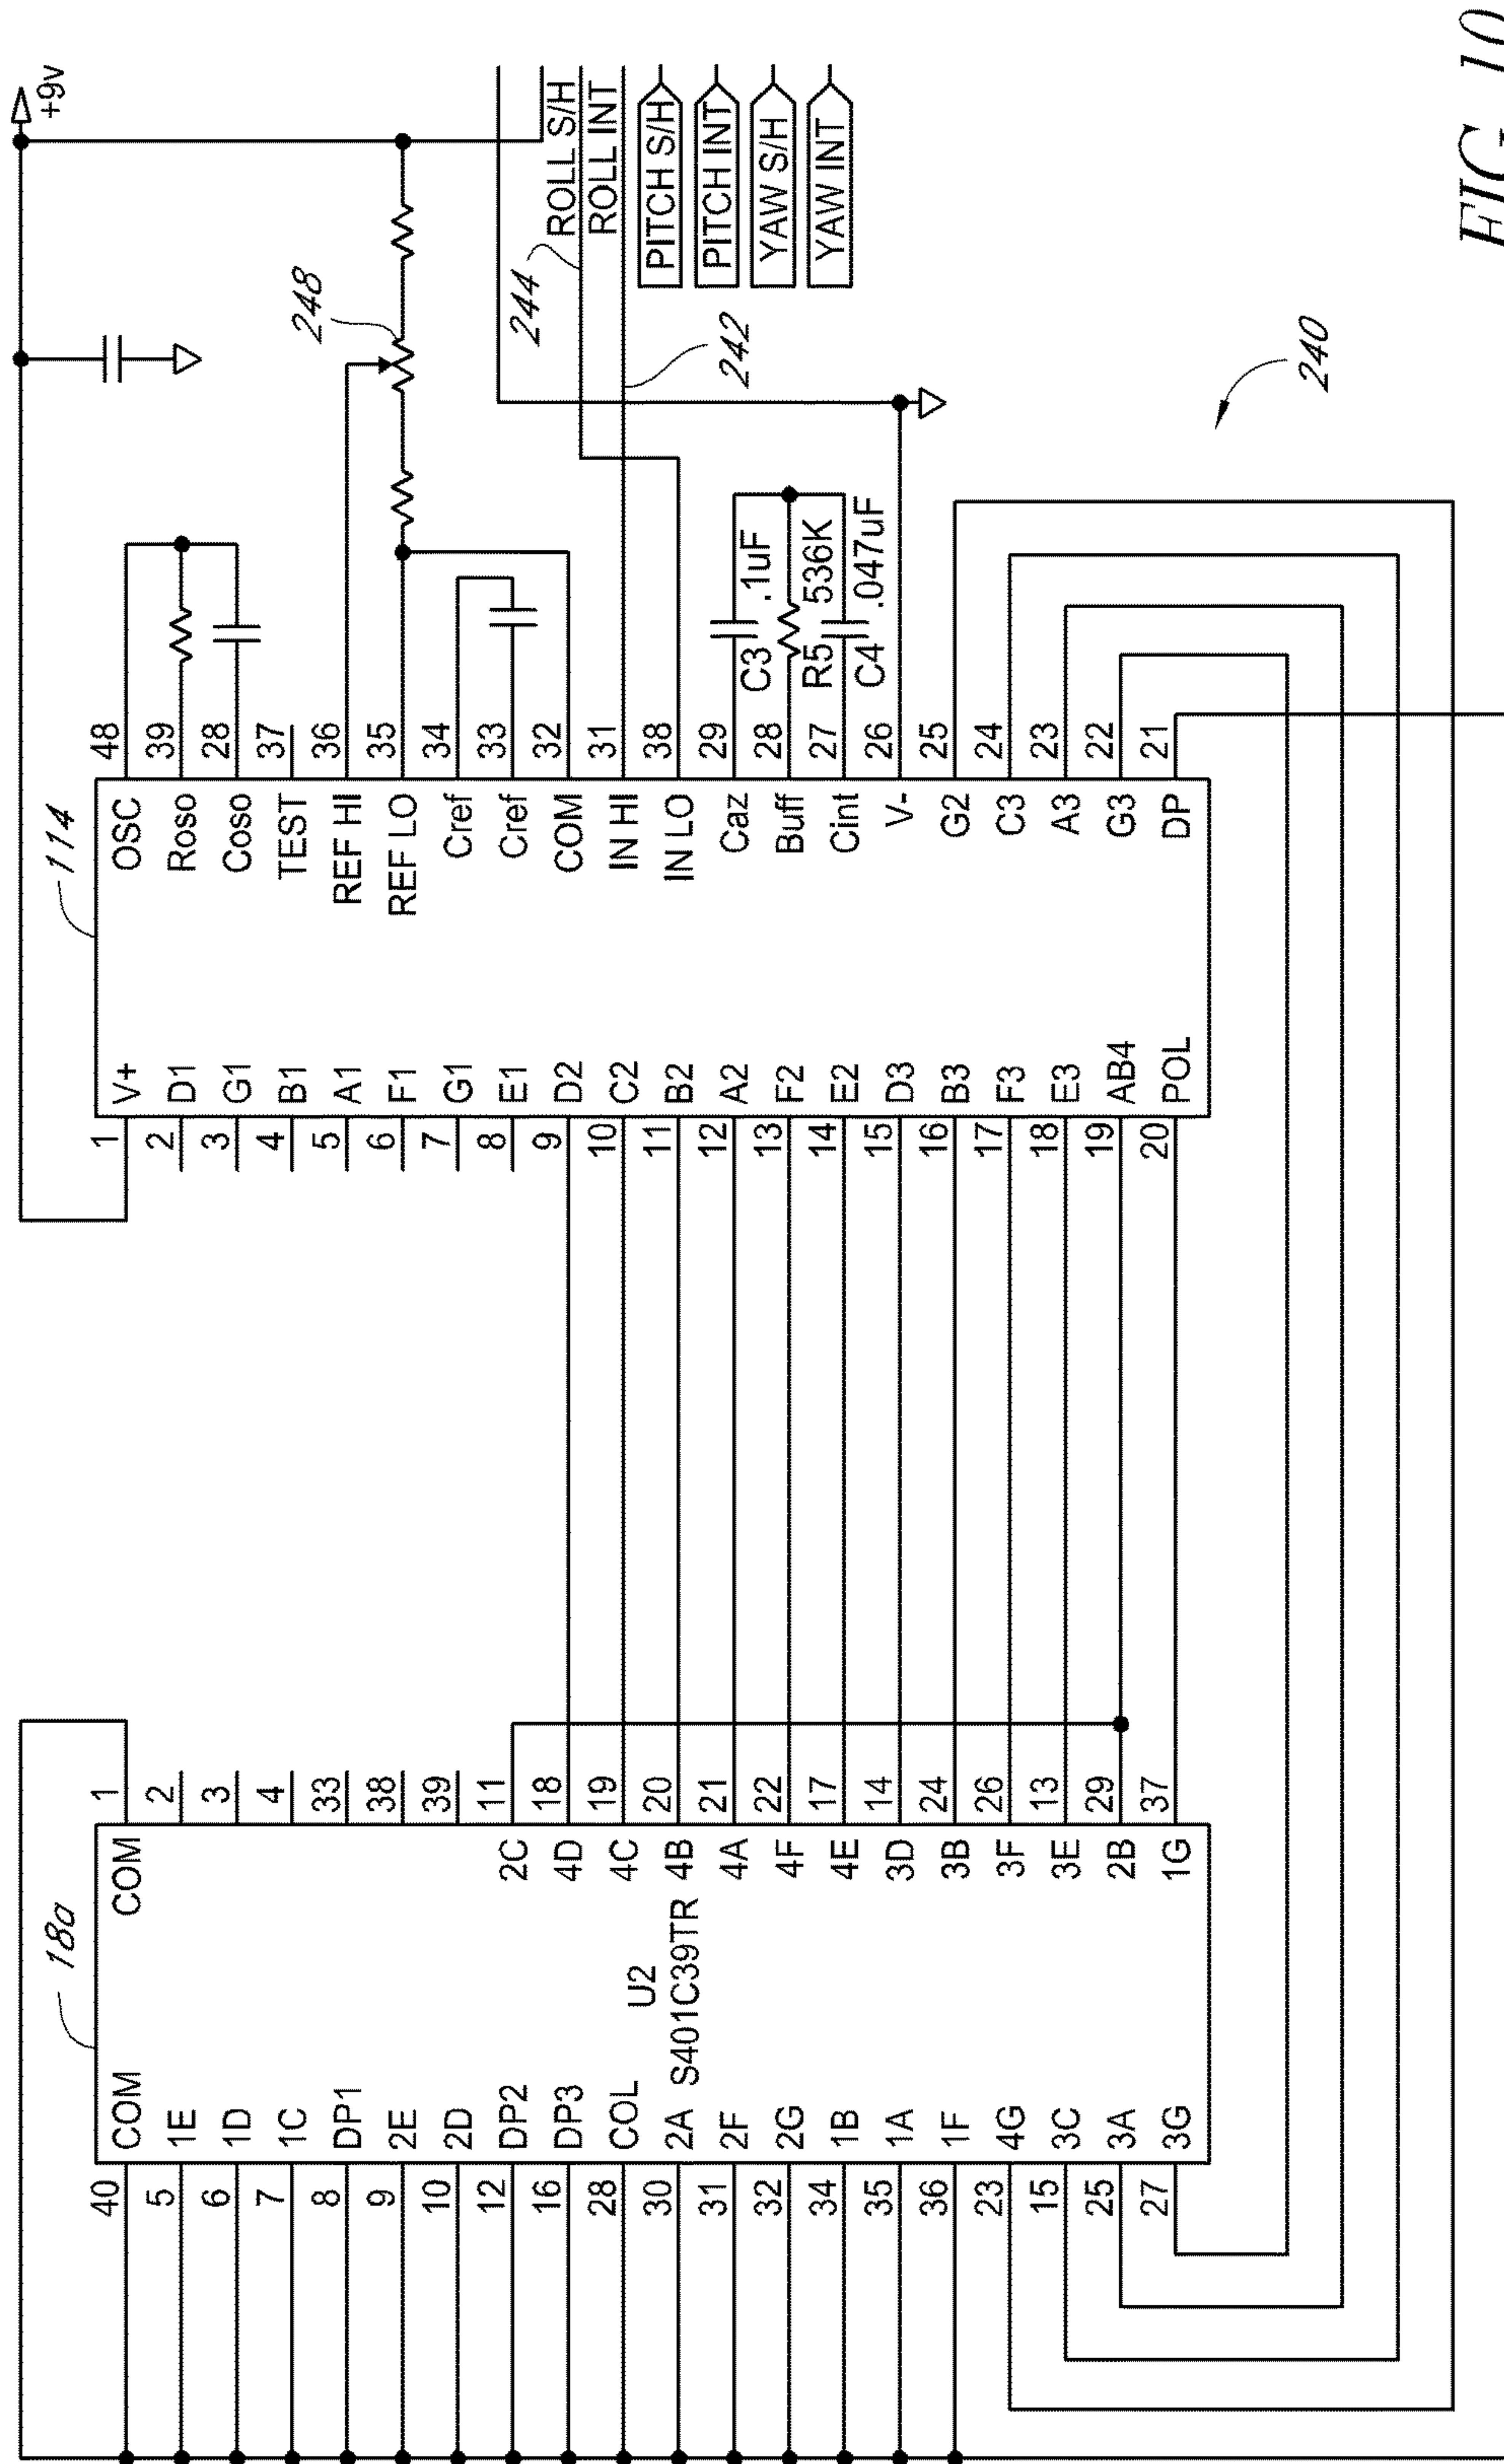 +9v
248
244
ROLL S/H
ROLL INT
242
PITCH S/H
PITCH INT
YAW S/H
YAW INT
18a
40 COM COM 1
5 1E 2
6 1D 3
7 1C 4
8 DP1 33
9 2E 38
10 2D 39
12 DP2 2C 11
16 DP3 4D 18
28 COL 4C 19
30 2A 4B 20
31 2F 4A 21
32 2G 4F 22
34 1B 4E 17
35 1A 3D 14
36 1F 3B 24
23 4G 3F 26
15 3C 3E 13
25 3A 2B 29
27 3G 1G 37
U2
S401C39TR
114
1 V+ OSC 48
2 D1 Roso 39
3 G1 Coso 28
4 B1 TEST 37
5 A1 REF HI 36
6 F1 REF LO 35
7 G1 Cref 34
8 E1 Cref 33
9 D2 COM 32
10 C2 IN HI 31
11 B2 IN LO 38
12 A2 Caz 29
13 F2 Buff 28
14 E2 Cint 27
15 D3 V- 26
16 B3 G2 25
17 F3 C3 24
18 E3 A3 23
19 AB4 G3 22
20 POL DP 21
C3 .1uF
R5 536K
C4 .047uF
240
FIG. 10